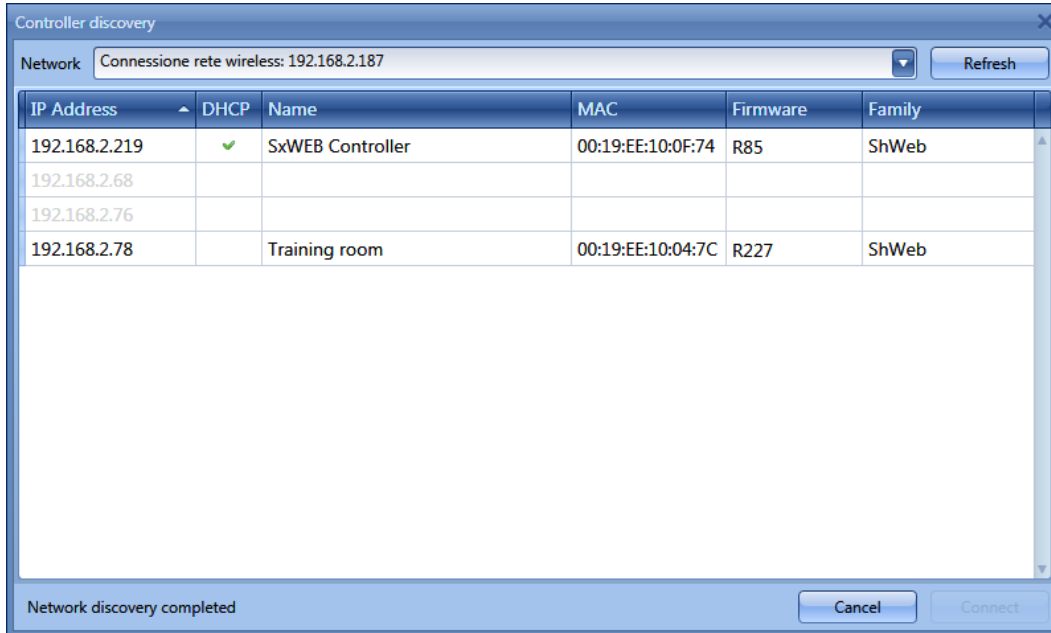 Controller discovery
Network Connessione rete wireless: 192.168.2.187 Refresh
IP Address DHCP Name MAC Firmware Family
192.168.2.219 SxWEB Controller 00:19:EE:10:0F:74 R85 ShWeb
192.168.2.68
192.168.2.76
192.168.2.78 Training room 00:19:EE:10:04:7C R227 ShWeb
Network discovery completed Cancel Connect